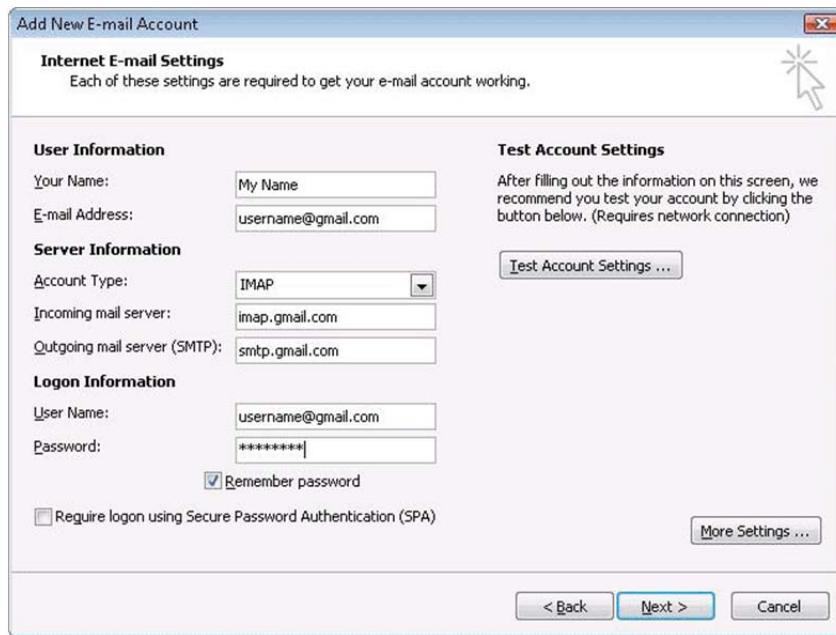 Add New E-mail Account
Internet E-mail Settings
Each of these settings are required to get your e-mail account working.
User Information
Your Name:
My Name
E-mail Address:
username@gmail.com
Server Information
Account Type:
IMAP
Incoming mail server:
imap.gmail.com
Outgoing mail server (SMTP):
smtp.gmail.com
Logon Information
User Name:
username@gmail.com
Password:
********
Remember password
Require logon using Secure Password Authentication (SPA)
Test Account Settings
After filling out the information on this screen, we
recommend you test your account by clicking the
button below. (Requires network connection)
Test Account Settings ...
More Settings ...
< Back
Next >
Cancel